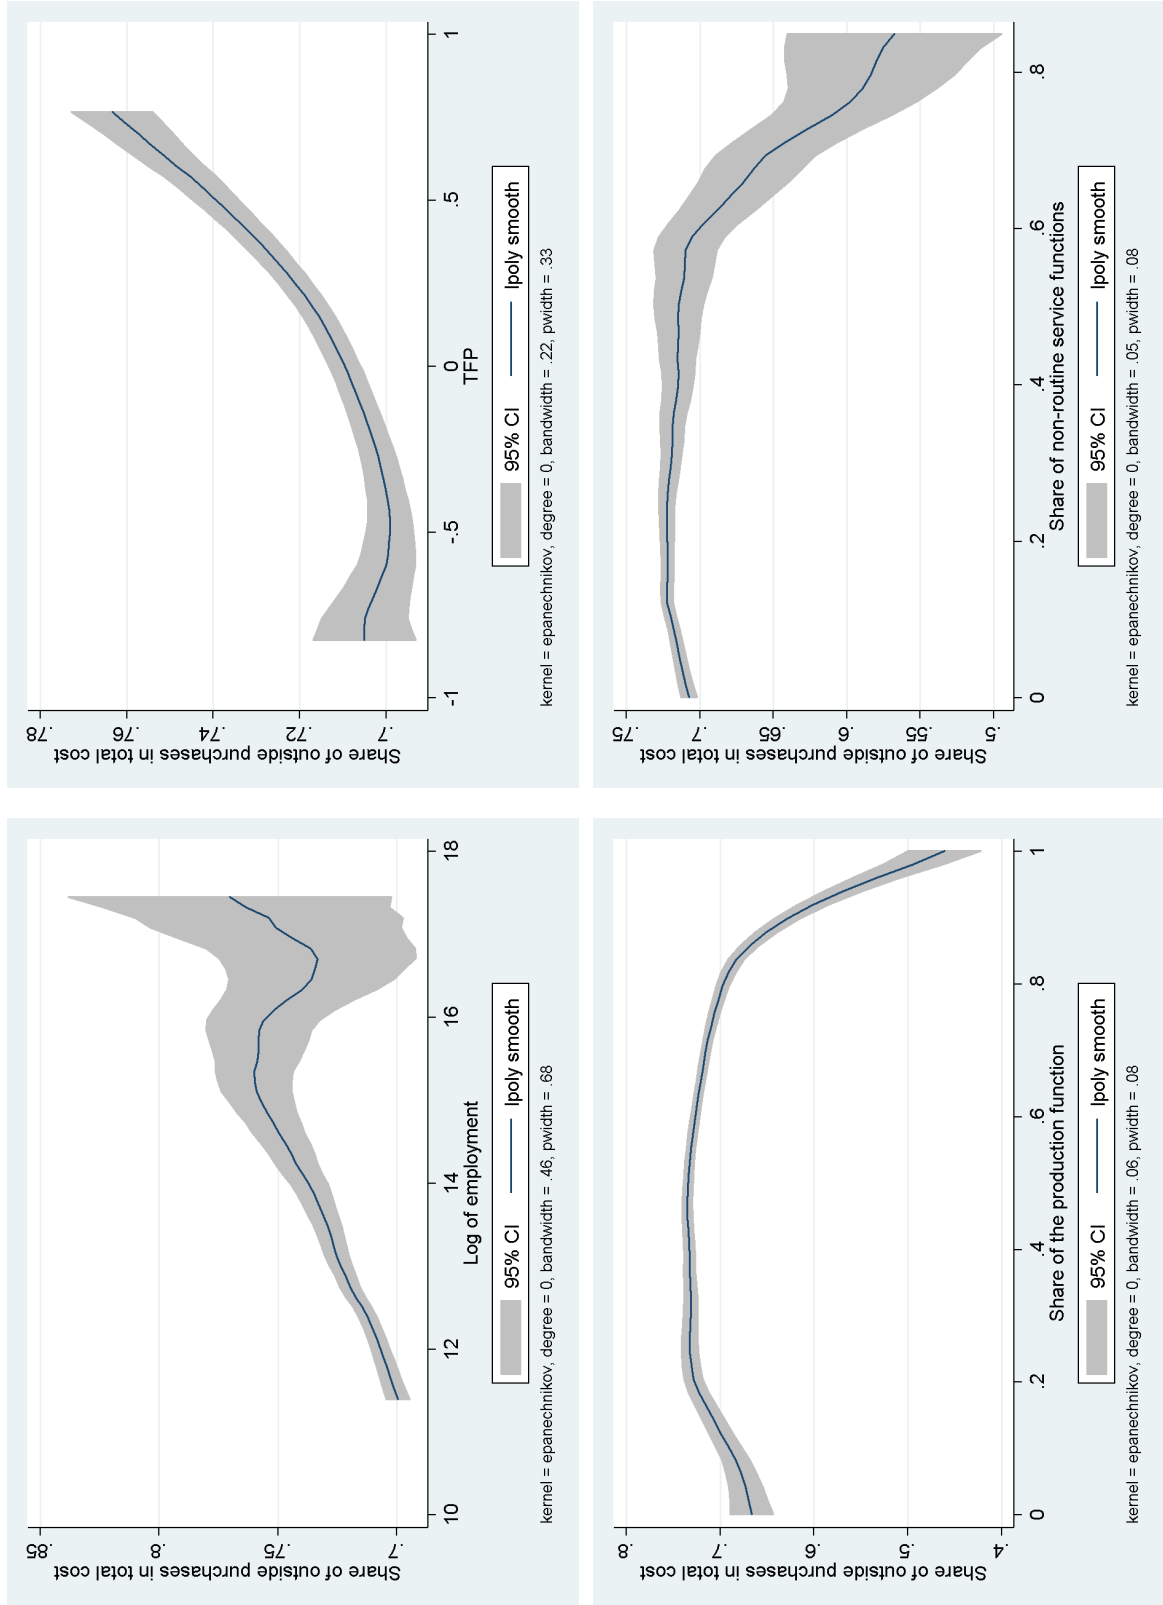 Share of outside purchases in total cost
.85
.8
.75
.7
10
12
14
16
18
Log of employment
95% CI
lpoly smooth
kernel = epanechnikov, degree = 0, bandwidth = .46, pwidth = .68
Share of outside purchases in total cost
.78
.76
.74
.72
.7
-1
-.5
0
.5
1
TFP
95% CI
lpoly smooth
kernel = epanechnikov, degree = 0, bandwidth = .22, pwidth = .33
Share of outside purchases in total cost
.8
.7
.6
.5
.4
0
.2
.4
.6
.8
1
Share of the production function
95% CI
lpoly smooth
kernel = epanechnikov, degree = 0, bandwidth = .06, pwidth = .08
Share of outside purchases in total cost
.75
.7
.65
.6
.55
.5
0
.2
.4
.6
.8
Share of non-routine service functions
95% CI
lpoly smooth
kernel = epanechnikov, degree = 0, bandwidth = .05, pwidth = .08